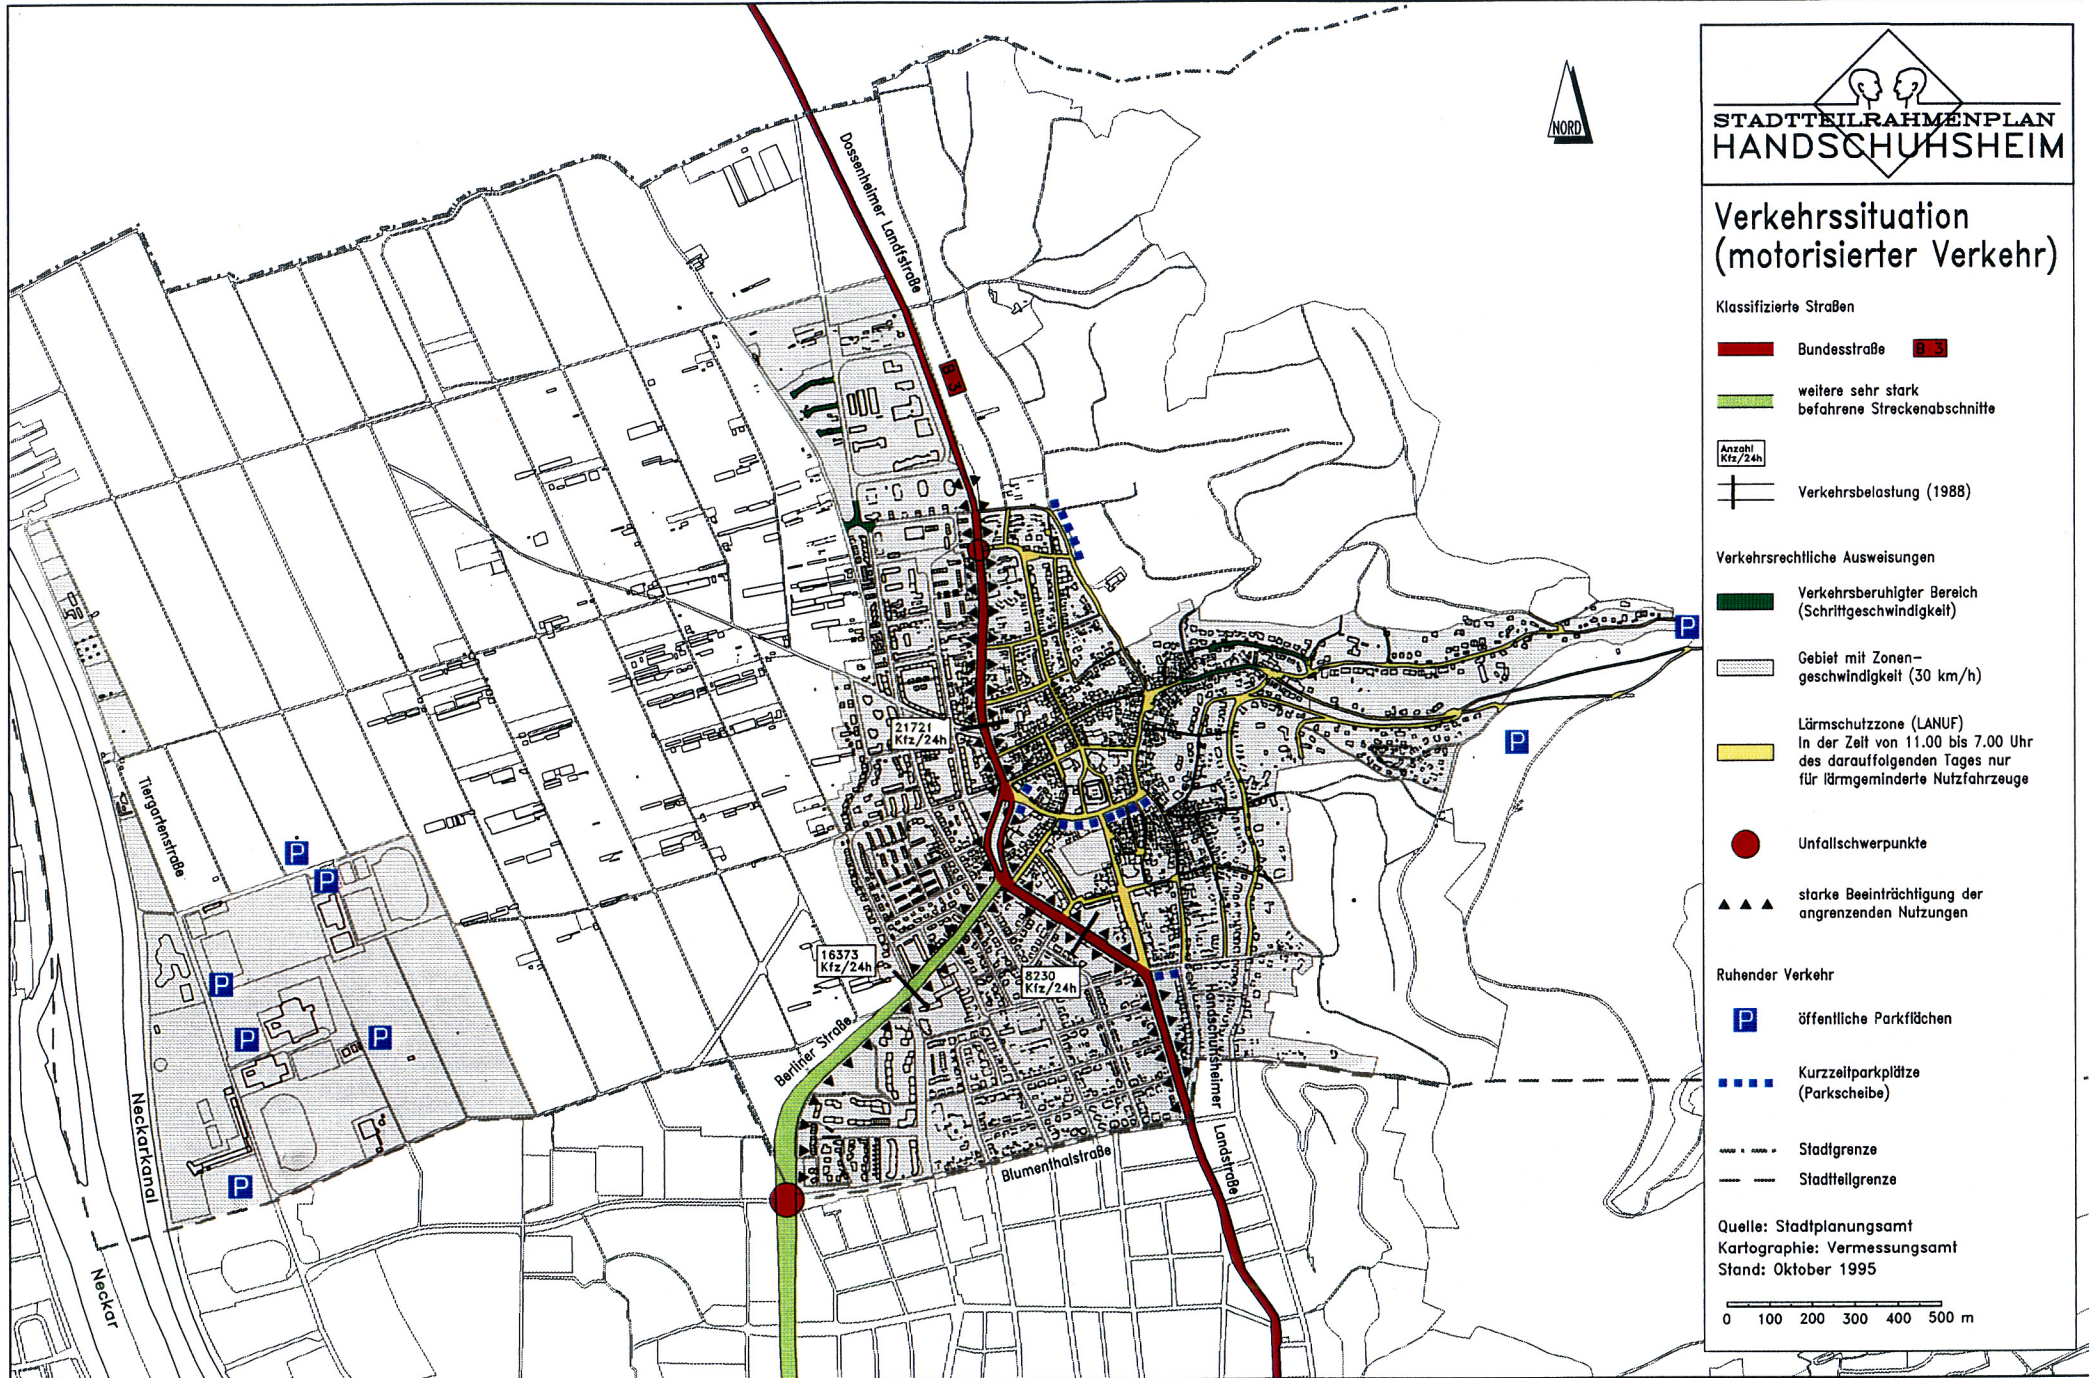 NORD
Dossenheimer Landfstraße
B 3
21721
Kfz/24h
16373
Kfz/24h
8230
Kfz/24h
Tiergartenstraße
Berliner Straße
Neckarkanal
Neckar
Blumenthalstraße
Handschuhsheimer
Landstraße
P
P
P
P
P
P
P
P
STADTTEILRAHMENPLAN
HANDSCHUHSHEIM
Verkehrssituation
(motorisierter Verkehr)
Klassifizierte Straßen
Bundesstraße B 3
weitere sehr stark
befahrene Streckenabschnitte
Anzahl
Kfz/24h
Verkehrsbelastung (1988)
Verkehrsrechtliche Ausweisungen
Verkehrsberuhigter Bereich
(Schrittgeschwindigkeit)
Gebiet mit Zonen-
geschwindigkeit (30 km/h)
Lärmschutzzone (LANUF)
In der Zeit von 11.00 bis 7.00 Uhr
des darauffolgenden Tages nur
für lärmgeminderte Nutzfahrzeuge
Unfallschwerpunkte
starke Beeinträchtigung der
angrenzenden Nutzungen
Ruhender Verkehr
P öffentliche Parkflächen
Kurzzeitparkplätze
(Parkscheibe)
Stadtgrenze
Stadtteilgrenze
Quelle: Stadtplanungsamt
Kartographie: Vermessungsamt
Stand: Oktober 1995
0 100 200 300 400 500 m